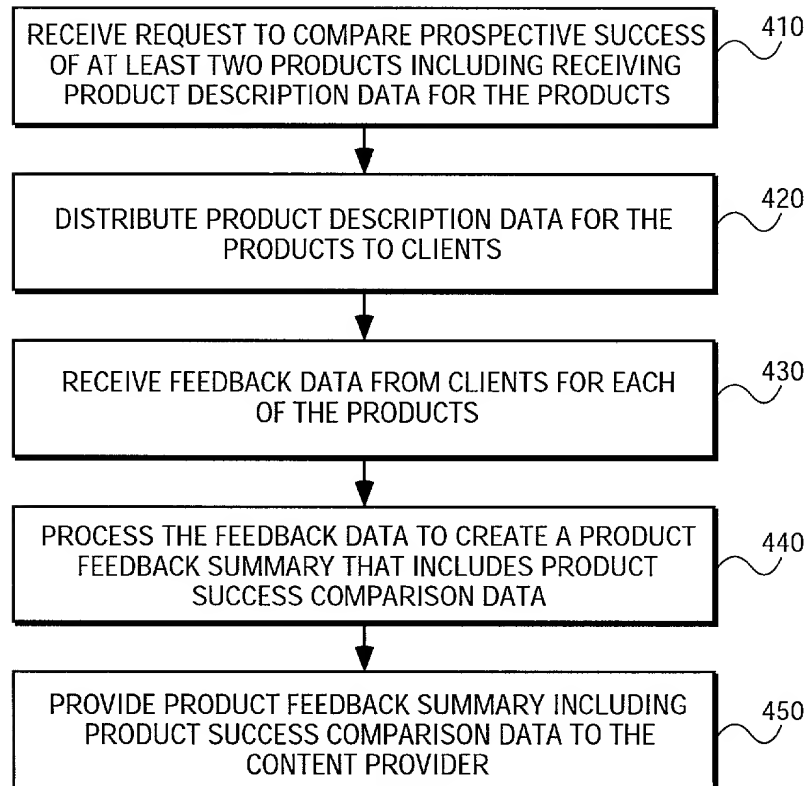 RECEIVE REQUEST TO COMPARE PROSPECTIVE SUCCESS
OF AT LEAST TWO PRODUCTS INCLUDING RECEIVING
PRODUCT DESCRIPTION DATA FOR THE PRODUCTS
410
DISTRIBUTE PRODUCT DESCRIPTION DATA FOR THE
PRODUCTS TO CLIENTS
420
RECEIVE FEEDBACK DATA FROM CLIENTS FOR EACH
OF THE PRODUCTS
430
PROCESS THE FEEDBACK DATA TO CREATE A PRODUCT
FEEDBACK SUMMARY THAT INCLUDES PRODUCT
SUCCESS COMPARISON DATA
440
PROVIDE PRODUCT FEEDBACK SUMMARY INCLUDING
PRODUCT SUCCESS COMPARISON DATA TO THE
CONTENT PROVIDER
450